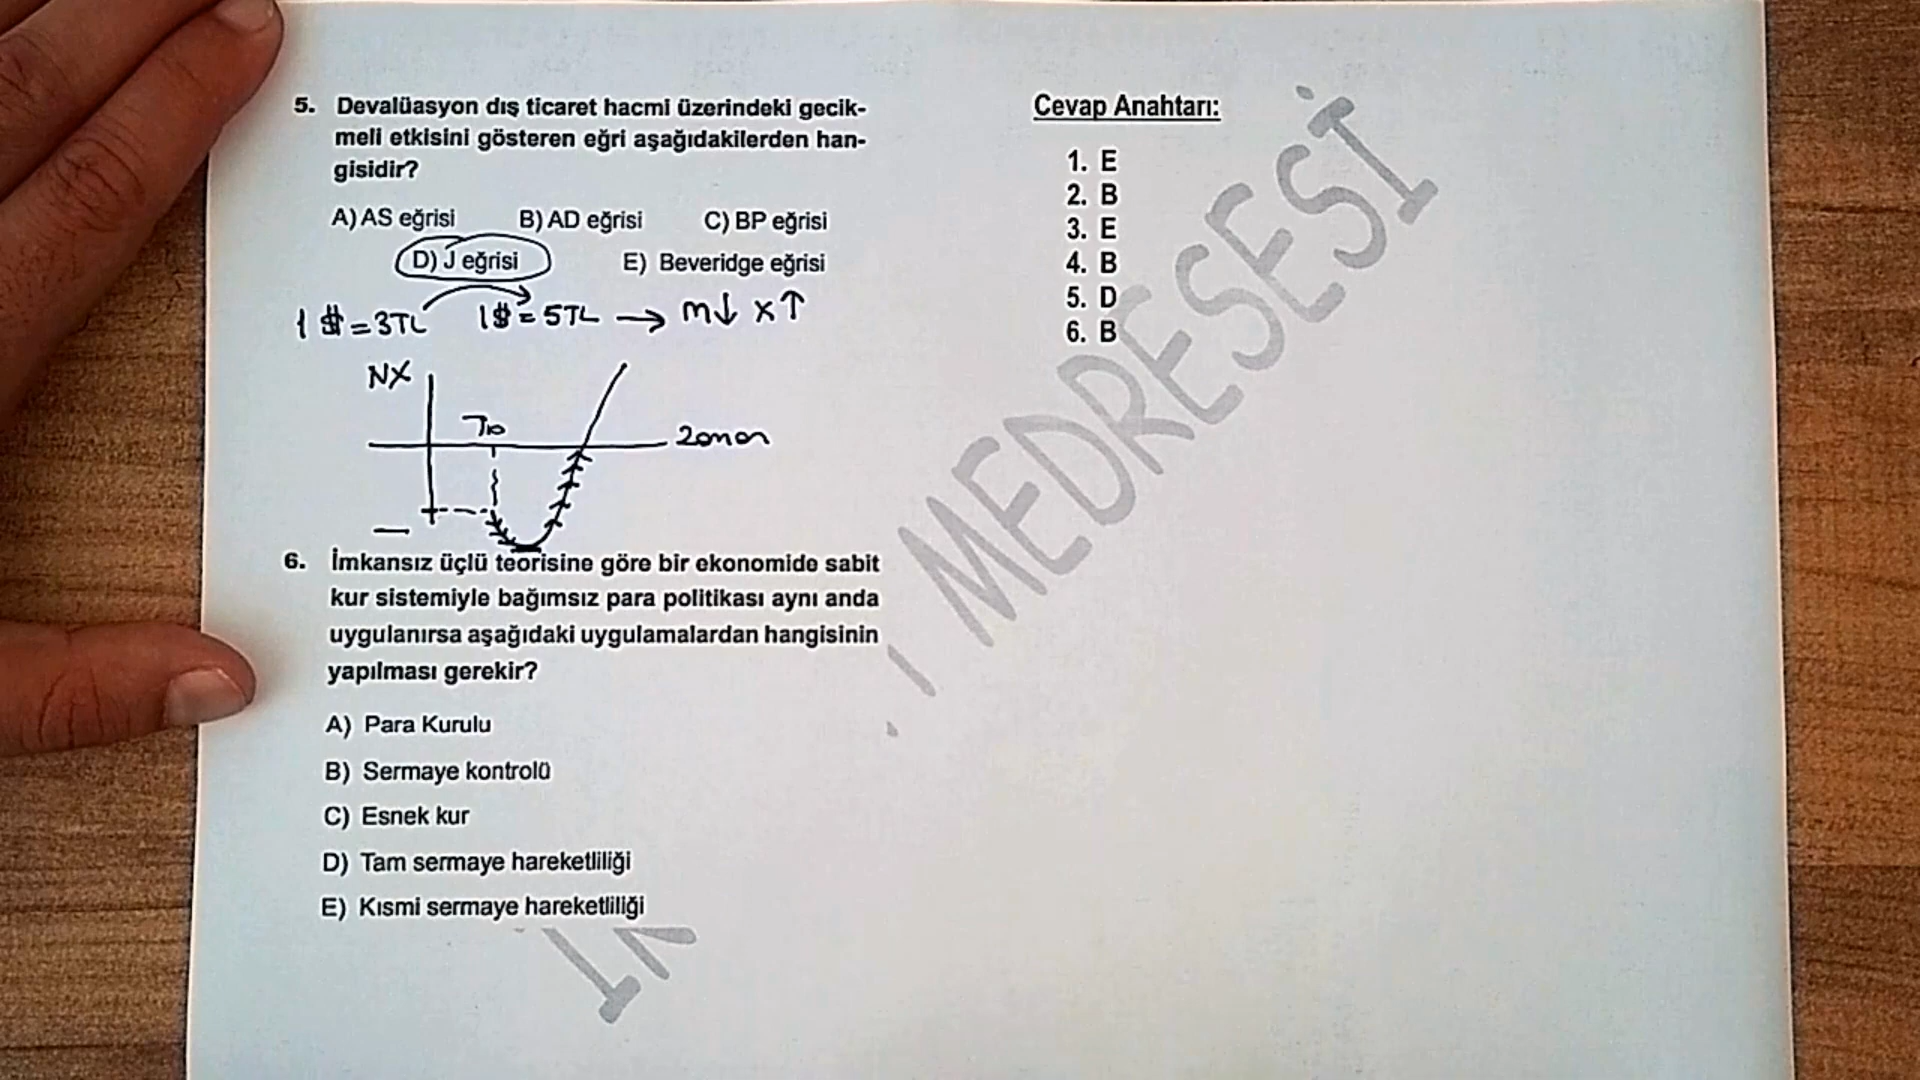 5. Devalüasyon dış ticaret hacmi üzerindeki gecik-
meli etkisini gösteren eğri aşağıdakilerden han-
gisidir?
A) AS eğrisi B) AD eğrisi C) BP eğrisi
D) J eğrisi E) Beveridge eğrisi
1$=3TL 1$=5TL → m↓ x↑
NX
Zaman
6. İmkansız üçlü teorisine göre bir ekonomide sabit
kur sistemiyle bağımsız para politikası aynı anda
uygulanırsa aşağıdaki uygulamalardan hangisinin
yapılması gerekir?
A) Para Kurulu
B) Sermaye kontrolü
C) Esnek kur
D) Tam sermaye hareketliliği
E) Kısmi sermaye hareketliliği
Cevap Anahtarı:
1. E
2. B
3. E
4. B
5. D
6. B
MEDRESESİ